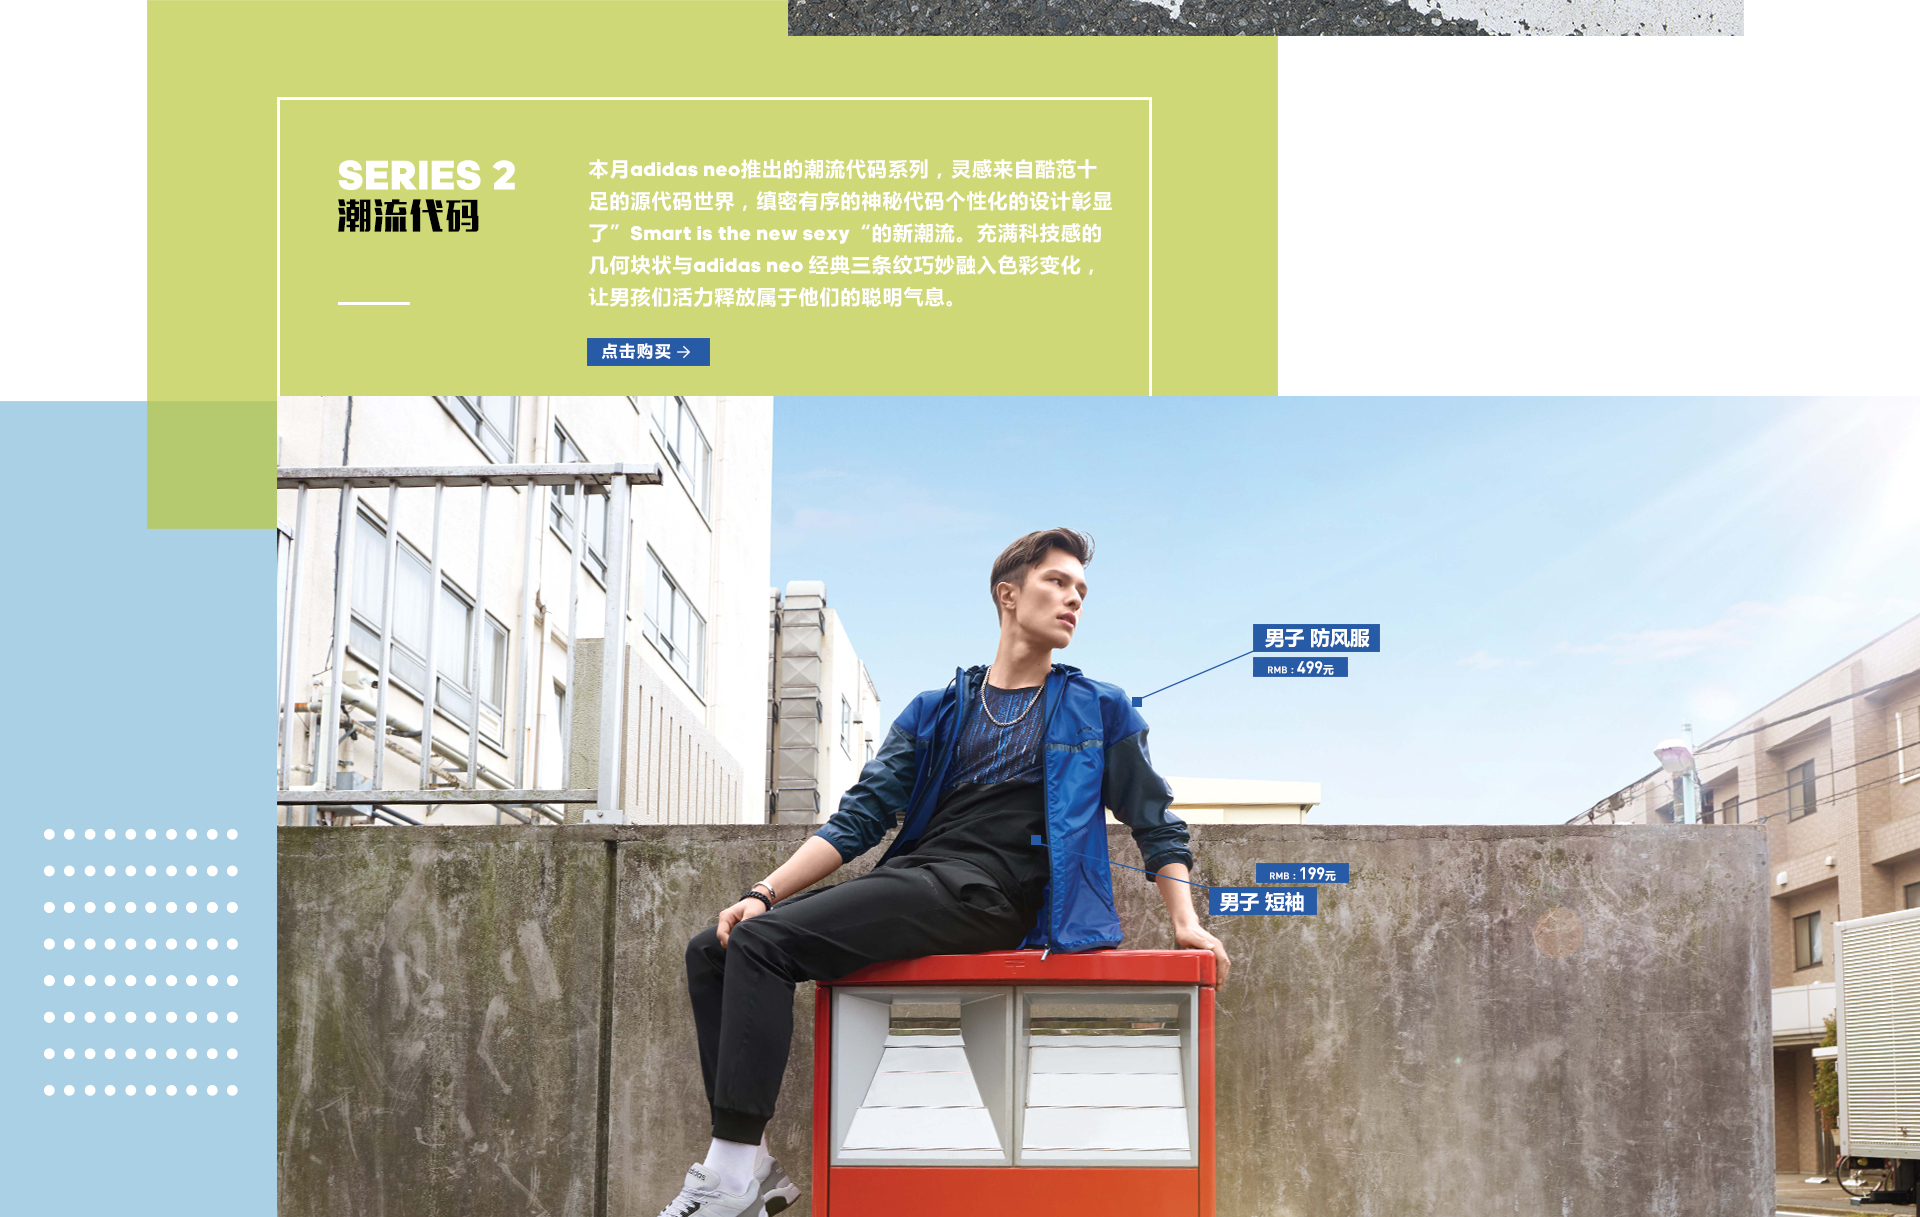 SERIES 2
潮流代码
本月adidas neo推出的潮流代码系列，灵感来自酷范十
足的源代码世界，缜密有序的神秘代码个性化的设计彰显
了”Smart is the new sexy“的新潮流。充满科技感的
几何块状与adidas neo 经典三条纹巧妙融入色彩变化，
让男孩们活力释放属于他们的聪明气息。
点击购买→
男子 防风服
RMB：499元
RMB：199元
男子 短袖
adidas